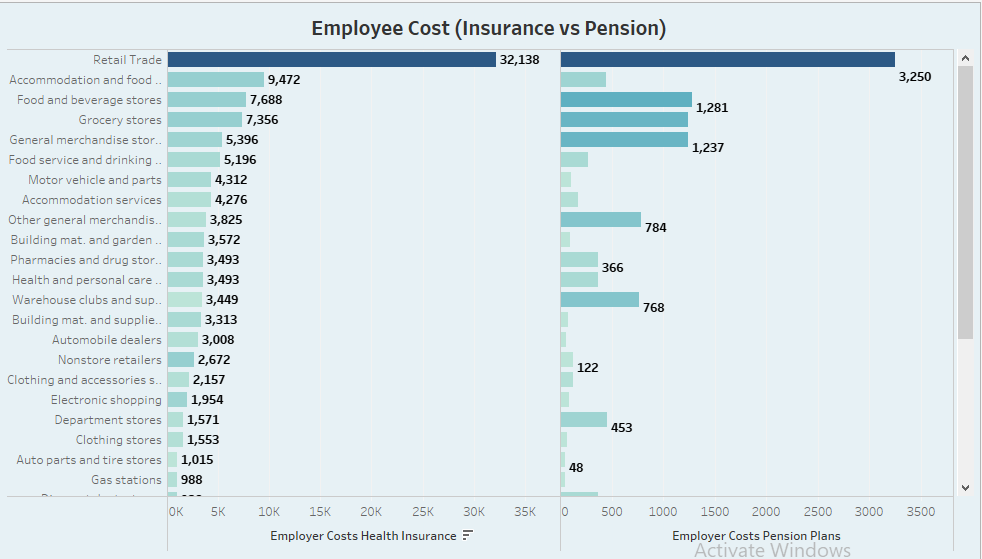 Employee Cost (Insurance vs Pension)
Retail Trade 32,138 3,250
Accommodation and food .. 9,472
Food and beverage stores 7,688 1,281
Grocery stores 7,356
General merchandise stor.. 5,396 1,237
Food service and drinking .. 5,196
Motor vehicle and parts 4,312
Accommodation services 4,276
Other general merchandis.. 3,825 784
Building mat. and garden .. 3,572
Pharmacies and drug stor.. 3,493 366
Health and personal care .. 3,493
Warehouse clubs and sup.. 3,449 768
Building mat. and supplie.. 3,313
Automobile dealers 3,008
Nonstore retailers 2,672 122
Clothing and accessories s.. 2,157
Electronic shopping 1,954
Department stores 1,571 453
Clothing stores 1,553
Auto parts and tire stores 1,015 48
Gas stations 988
0K 5K 10K 15K 20K 25K 30K 35K 0 500 1000 1500 2000 2500 3000 3500
Employer Costs Health Insurance Employer Costs Pension Plans
Activate Windows